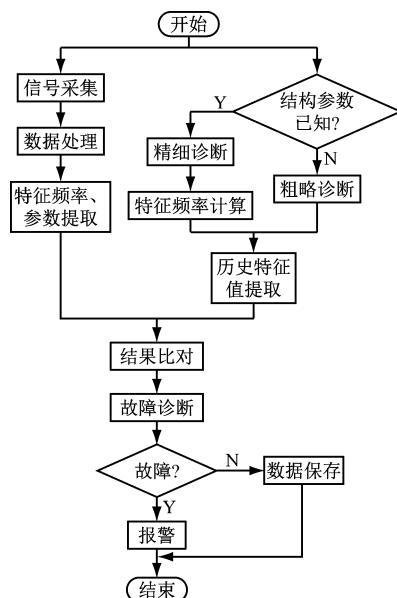 开始
信号采集
数据处理
特征频率、
参数提取
结构参数
已知?
Y
N
精细诊断
粗略诊断
特征频率计算
历史特征
值提取
结果比对
故障诊断
故障?
N
数据保存
Y
报警
结束